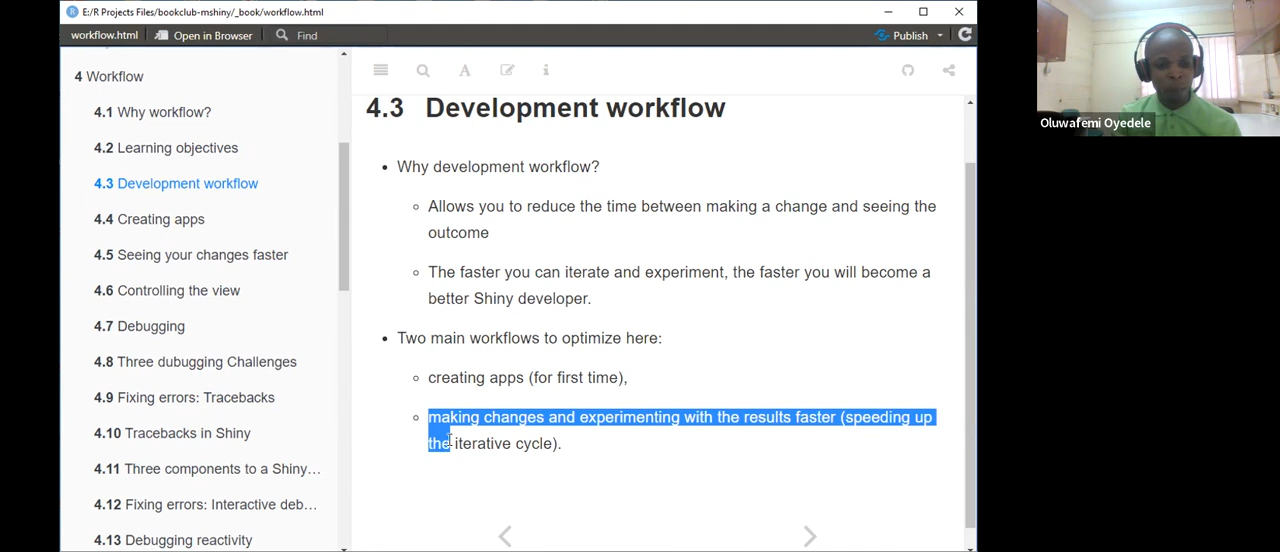 E:/R Projects Files/bookclub-mshiny/_book/workflow.html
workflow.html
Open in Browser
Find
Publish
4 Workflow
4.1 Why workflow?
4.2 Learning objectives
4.3 Development workflow
4.4 Creating apps
4.5 Seeing your changes faster
4.6 Controlling the view
4.7 Debugging
4.8 Three dubugging Challenges
4.9 Fixing errors: Tracebacks
4.10 Tracebacks in Shiny
4.11 Three components to a Shiny…
4.12 Fixing errors: Interactive deb…
4.13 Debugging reactivity
4.3 Development workflow
• Why development workflow?
◦ Allows you to reduce the time between making a change and seeing the
outcome
◦ The faster you can iterate and experiment, the faster you will become a
better Shiny developer.
• Two main workflows to optimize here:
◦ creating apps (for first time),
◦ making changes and experimenting with the results faster (speeding up
the iterative cycle).
Oluwafemi Oyedele